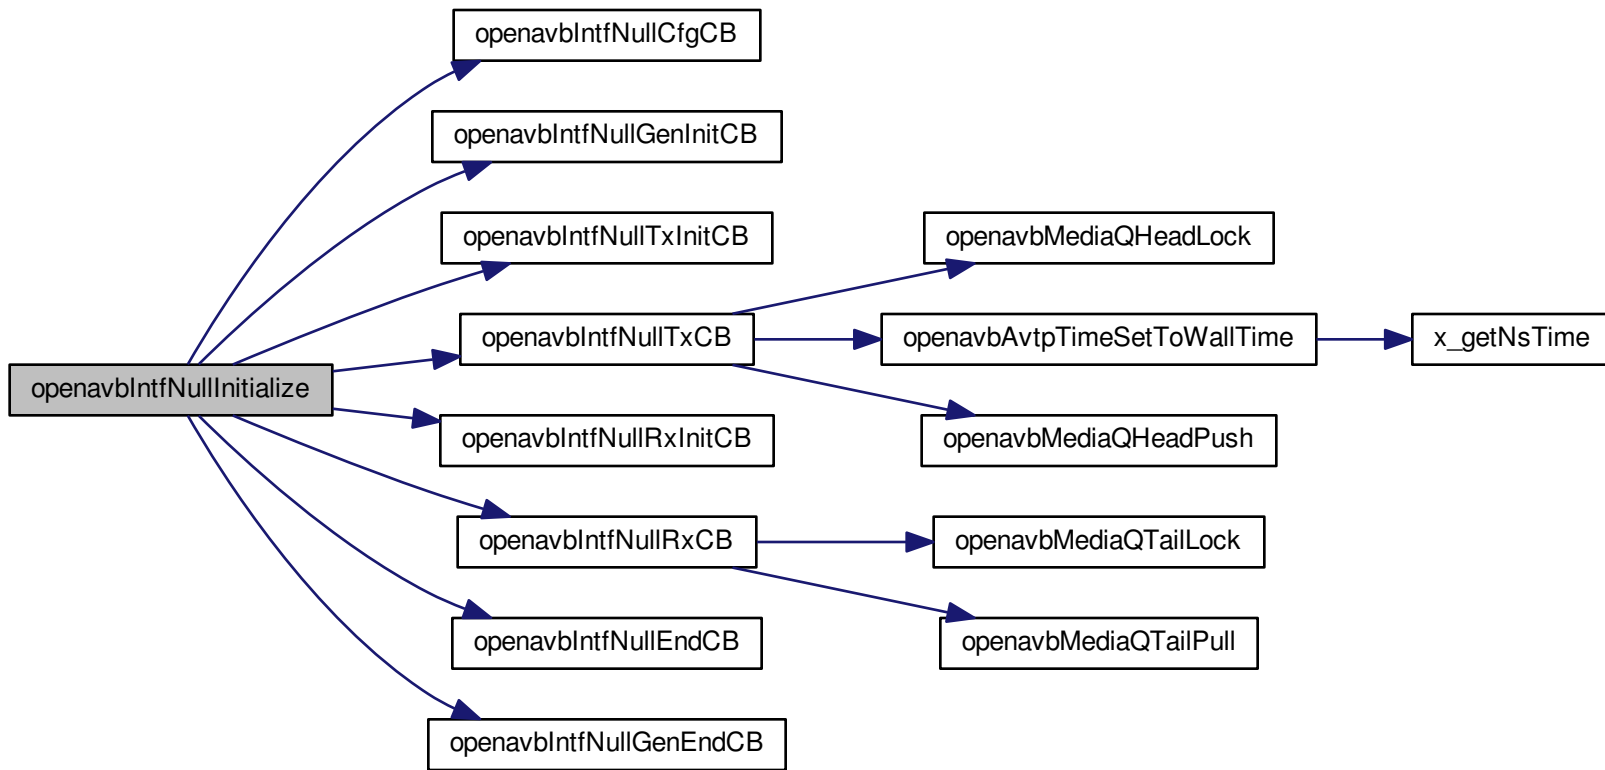 openavbIntfNullCfgCB
openavbIntfNullGenInitCB
openavbIntfNullTxInitCB
openavbMediaQHeadLock
openavbIntfNullTxCB
openavbAvtpTimeSetToWallTime
x_getNsTime
openavbIntfNullInitialize
openavbIntfNullRxInitCB
openavbMediaQHeadPush
openavbIntfNullRxCB
openavbMediaQTailLock
openavbIntfNullEndCB
openavbMediaQTailPull
openavbIntfNullGenEndCB